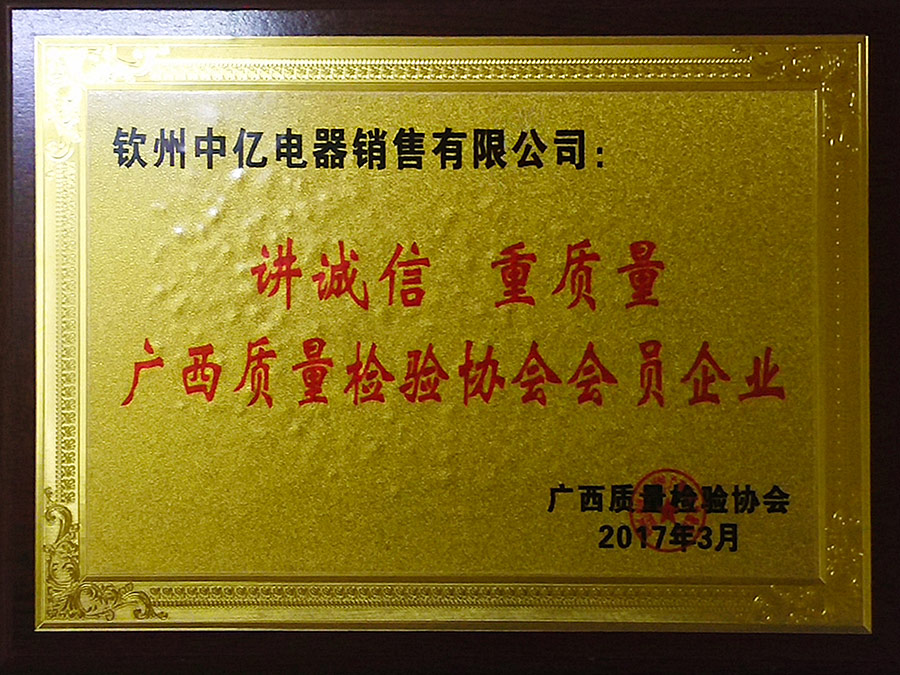 钦州中亿电器销售有限公司：
讲诚信 重质量
广西质量检验协会会员企业
广西质量检验协会
2017年3月